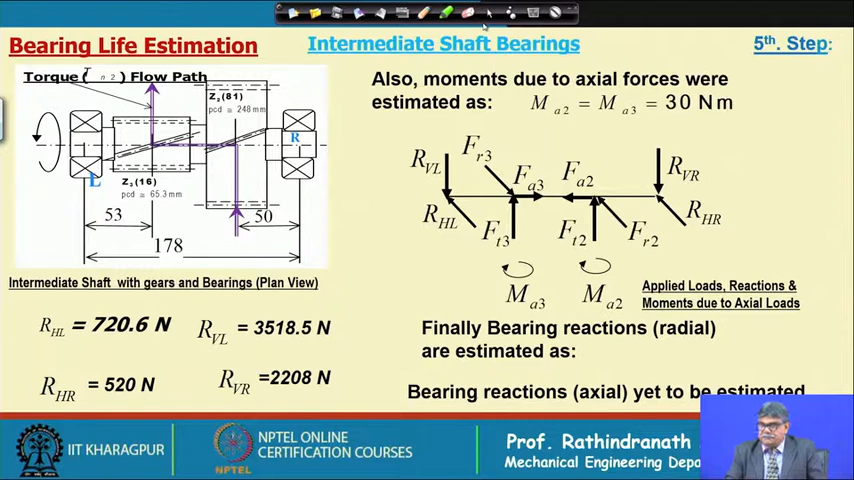 Bearing Life Estimation
Intermediate Shaft Bearings
5th. Step:
Torque (T n 2) Flow Path
Z2(81)
pcd ≅ 248 mm
R
L
Z3(16)
pcd ≅ 65.3 mm
53
50
178
Intermediate Shaft with gears and Bearings (Plan View)
RHL = 720.6 N
RVL = 3518.5 N
RHR = 520 N
RVR =2208 N
Also, moments due to axial forces were
estimated as: M a2 = M a3 = 30 N m
RVL
Fr3
Fa3
Fa2
RVR
RHL
Ft3
Ft2
Fr2
RHR
Ma3
Ma2
Applied Loads, Reactions &
Moments due to Axial Loads
Finally Bearing reactions (radial)
are estimated as:
Bearing reactions (axial) yet to be estimated
IIT KHARAGPUR
NPTEL
NPTEL ONLINE
CERTIFICATION COURSES
Prof. Rathindranath
Mechanical Engineering